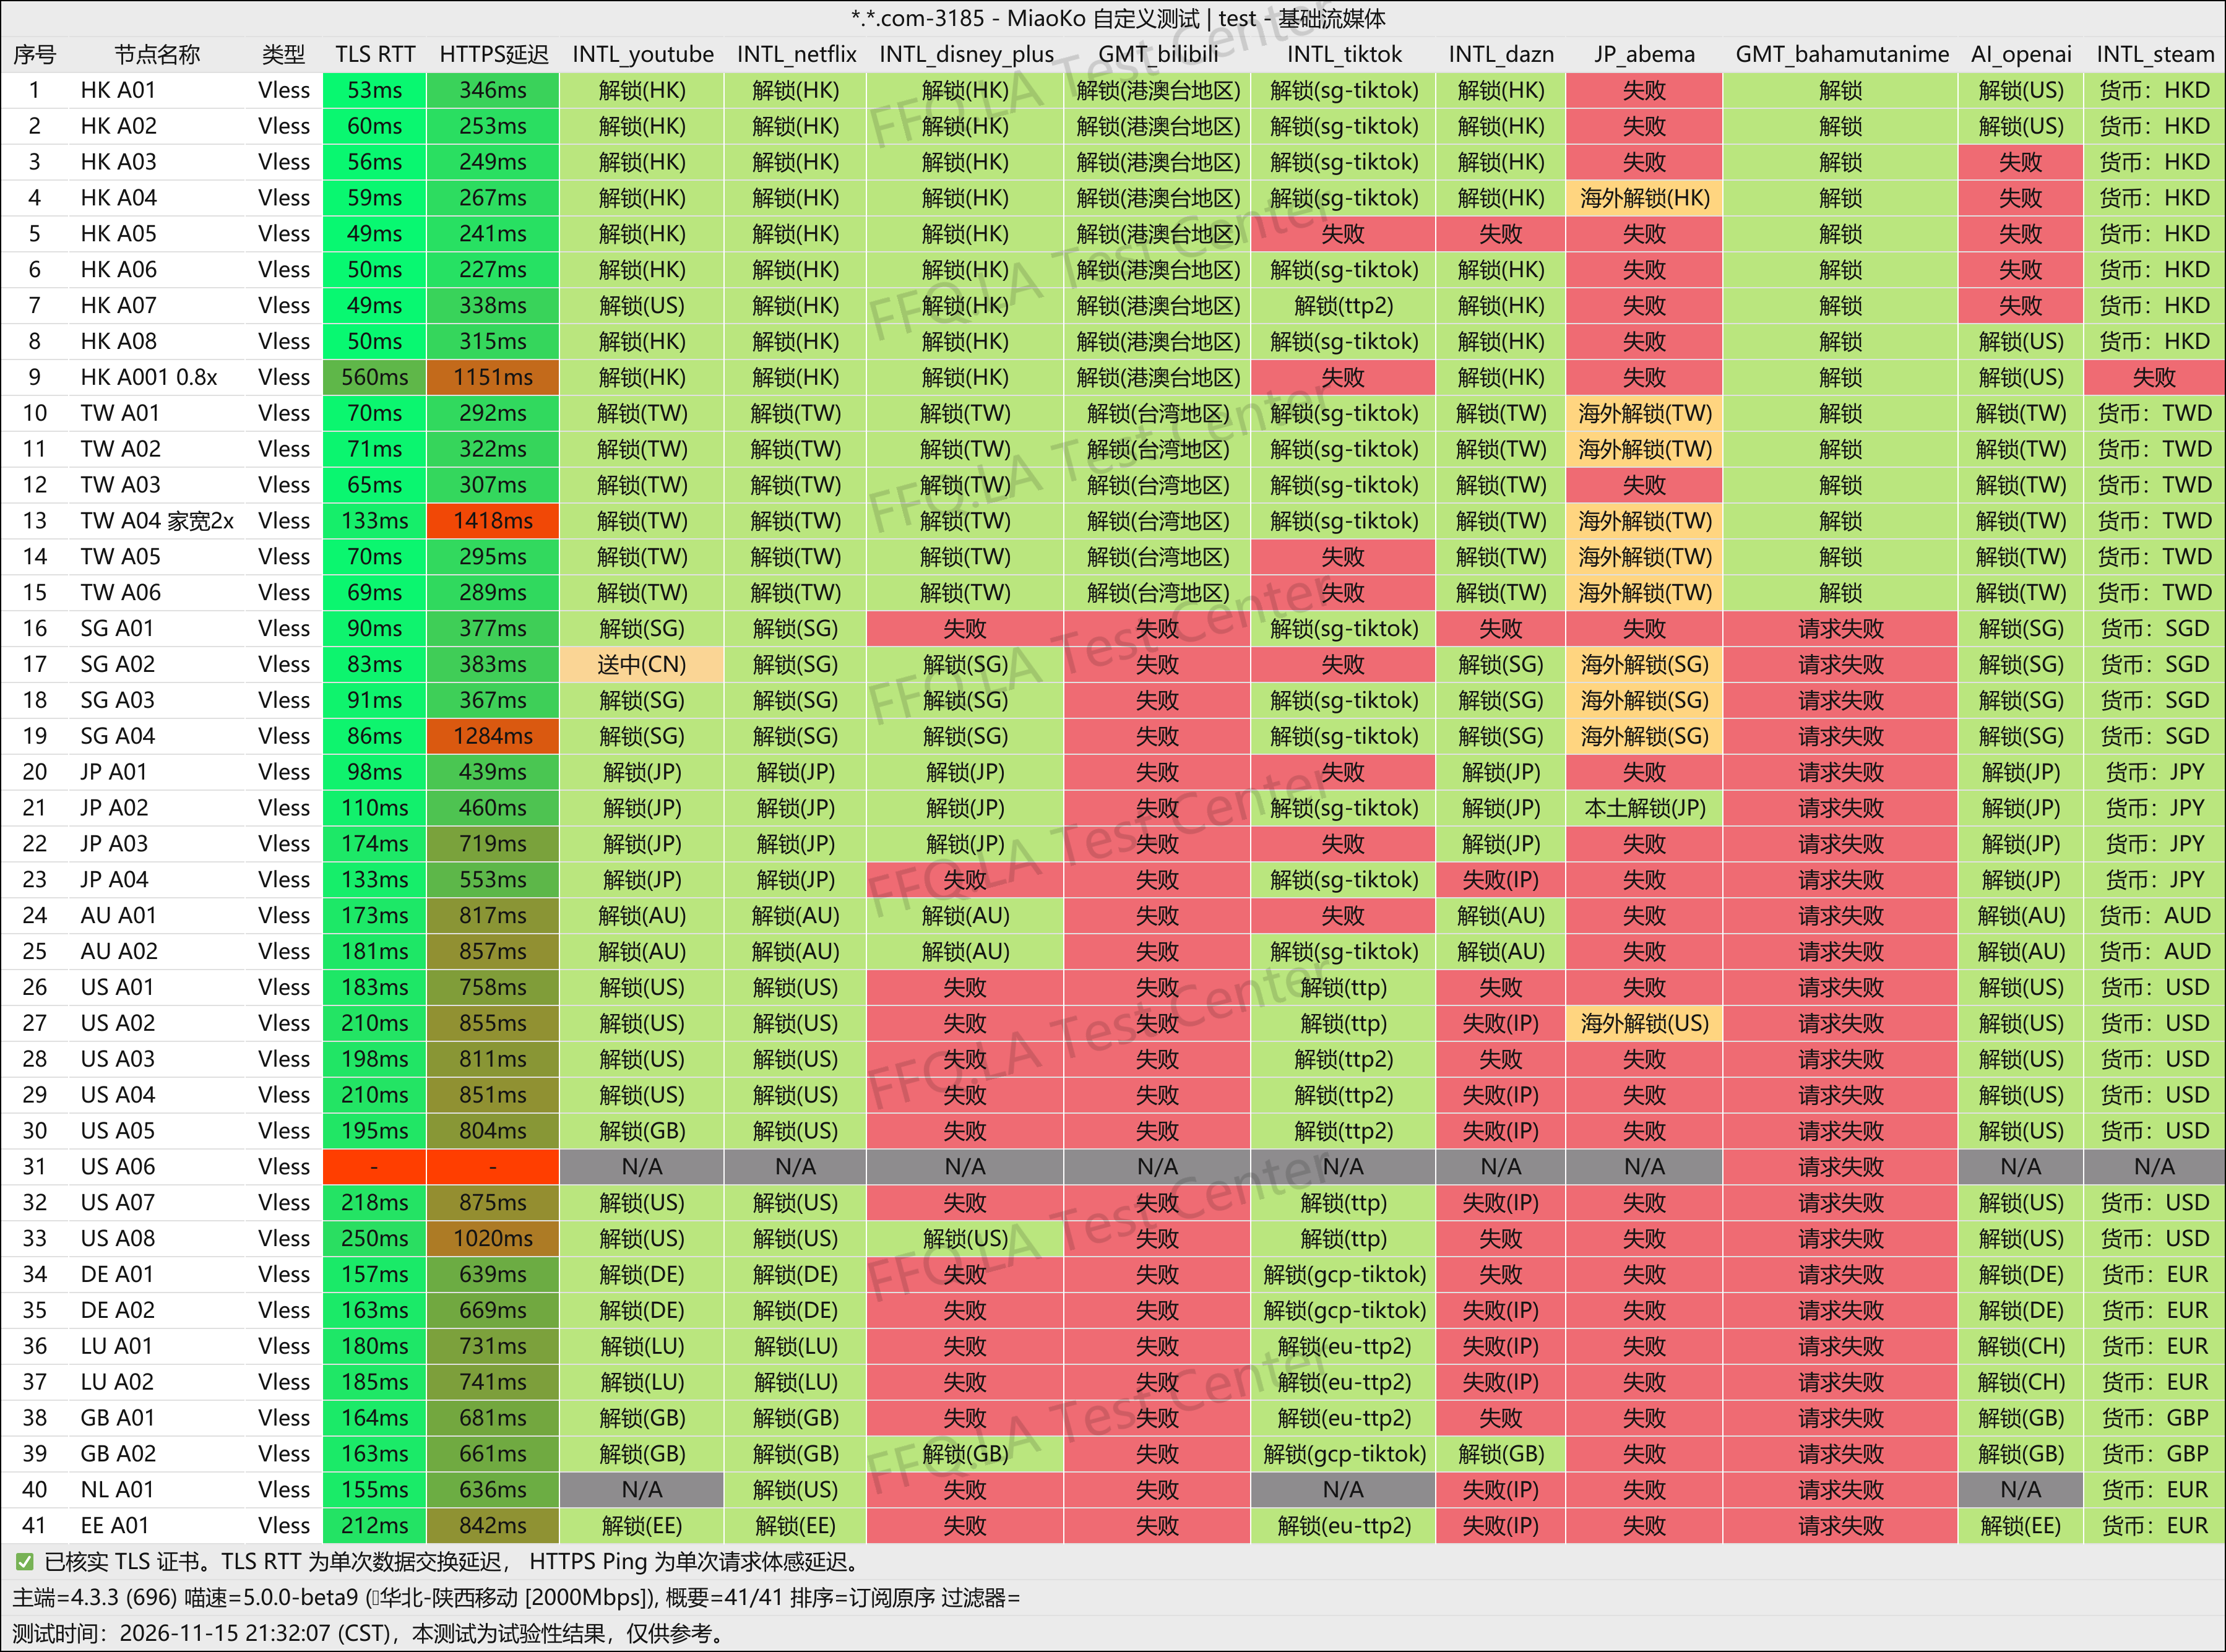 *.*.com-3185 - MiaoKo 自定义测试 | test - 基础流媒体
序号 节点名称 类型 TLS RTT HTTPS延迟 INTL_youtube INTL_netflix INTL_disney_plus GMT_bilibili INTL_tiktok INTL_dazn JP_abema GMT_bahamutanime AI_openai INTL_steam
1 HK A01 Vless 53ms 346ms 解锁(HK) 解锁(HK) 解锁(HK) 解锁(港澳台地区) 解锁(sg-tiktok) 解锁(HK) 失败 解锁 解锁(US) 货币：HKD
2 HK A02 Vless 60ms 253ms 解锁(HK) 解锁(HK) 解锁(HK) 解锁(港澳台地区) 解锁(sg-tiktok) 解锁(HK) 失败 解锁 解锁(US) 货币：HKD
3 HK A03 Vless 56ms 249ms 解锁(HK) 解锁(HK) 解锁(HK) 解锁(港澳台地区) 解锁(sg-tiktok) 解锁(HK) 失败 解锁 失败 货币：HKD
4 HK A04 Vless 59ms 267ms 解锁(HK) 解锁(HK) 解锁(HK) 解锁(港澳台地区) 解锁(sg-tiktok) 解锁(HK) 海外解锁(HK) 解锁 失败 货币：HKD
5 HK A05 Vless 49ms 241ms 解锁(HK) 解锁(HK) 解锁(HK) 解锁(港澳台地区) 失败 失败 失败 解锁 失败 货币：HKD
6 HK A06 Vless 50ms 227ms 解锁(HK) 解锁(HK) 解锁(HK) 解锁(港澳台地区) 解锁(sg-tiktok) 解锁(HK) 失败 解锁 失败 货币：HKD
7 HK A07 Vless 49ms 338ms 解锁(US) 解锁(HK) 解锁(HK) 解锁(港澳台地区) 解锁(ttp2) 解锁(HK) 失败 解锁 失败 货币：HKD
8 HK A08 Vless 50ms 315ms 解锁(HK) 解锁(HK) 解锁(HK) 解锁(港澳台地区) 解锁(sg-tiktok) 解锁(HK) 失败 解锁 解锁(US) 货币：HKD
9 HK A001 0.8x Vless 560ms 1151ms 解锁(HK) 解锁(HK) 解锁(HK) 解锁(港澳台地区) 失败 解锁(HK) 失败 解锁 解锁(US) 失败
10 TW A01 Vless 70ms 292ms 解锁(TW) 解锁(TW) 解锁(TW) 解锁(台湾地区) 解锁(sg-tiktok) 解锁(TW) 海外解锁(TW) 解锁 解锁(TW) 货币：TWD
11 TW A02 Vless 71ms 322ms 解锁(TW) 解锁(TW) 解锁(TW) 解锁(台湾地区) 解锁(sg-tiktok) 解锁(TW) 海外解锁(TW) 解锁 解锁(TW) 货币：TWD
12 TW A03 Vless 65ms 307ms 解锁(TW) 解锁(TW) 解锁(TW) 解锁(台湾地区) 解锁(sg-tiktok) 解锁(TW) 失败 解锁 解锁(TW) 货币：TWD
13 TW A04 家宽2x Vless 133ms 1418ms 解锁(TW) 解锁(TW) 解锁(TW) 解锁(台湾地区) 解锁(sg-tiktok) 解锁(TW) 海外解锁(TW) 解锁 解锁(TW) 货币：TWD
14 TW A05 Vless 70ms 295ms 解锁(TW) 解锁(TW) 解锁(TW) 解锁(台湾地区) 失败 解锁(TW) 海外解锁(TW) 解锁 解锁(TW) 货币：TWD
15 TW A06 Vless 69ms 289ms 解锁(TW) 解锁(TW) 解锁(TW) 解锁(台湾地区) 失败 解锁(TW) 海外解锁(TW) 解锁 解锁(TW) 货币：TWD
16 SG A01 Vless 90ms 377ms 解锁(SG) 解锁(SG) 失败 失败 解锁(sg-tiktok) 失败 失败 请求失败 解锁(SG) 货币：SGD
17 SG A02 Vless 83ms 383ms 送中(CN) 解锁(SG) 解锁(SG) 失败 失败 解锁(SG) 海外解锁(SG) 请求失败 解锁(SG) 货币：SGD
18 SG A03 Vless 91ms 367ms 解锁(SG) 解锁(SG) 解锁(SG) 失败 解锁(sg-tiktok) 解锁(SG) 海外解锁(SG) 请求失败 解锁(SG) 货币：SGD
19 SG A04 Vless 86ms 1284ms 解锁(SG) 解锁(SG) 解锁(SG) 失败 解锁(sg-tiktok) 解锁(SG) 海外解锁(SG) 请求失败 解锁(SG) 货币：SGD
20 JP A01 Vless 98ms 439ms 解锁(JP) 解锁(JP) 解锁(JP) 失败 失败 解锁(JP) 失败 请求失败 解锁(JP) 货币：JPY
21 JP A02 Vless 110ms 460ms 解锁(JP) 解锁(JP) 解锁(JP) 失败 解锁(sg-tiktok) 解锁(JP) 本土解锁(JP) 请求失败 解锁(JP) 货币：JPY
22 JP A03 Vless 174ms 719ms 解锁(JP) 解锁(JP) 解锁(JP) 失败 失败 解锁(JP) 失败 请求失败 解锁(JP) 货币：JPY
23 JP A04 Vless 133ms 553ms 解锁(JP) 解锁(JP) 失败 失败 解锁(sg-tiktok) 失败(IP) 失败 请求失败 解锁(JP) 货币：JPY
24 AU A01 Vless 173ms 817ms 解锁(AU) 解锁(AU) 解锁(AU) 失败 失败 解锁(AU) 失败 请求失败 解锁(AU) 货币：AUD
25 AU A02 Vless 181ms 857ms 解锁(AU) 解锁(AU) 解锁(AU) 失败 解锁(sg-tiktok) 解锁(AU) 失败 请求失败 解锁(AU) 货币：AUD
26 US A01 Vless 183ms 758ms 解锁(US) 解锁(US) 失败 失败 解锁(ttp) 失败 失败 请求失败 解锁(US) 货币：USD
27 US A02 Vless 210ms 855ms 解锁(US) 解锁(US) 失败 失败 解锁(ttp) 失败(IP) 海外解锁(US) 请求失败 解锁(US) 货币：USD
28 US A03 Vless 198ms 811ms 解锁(US) 解锁(US) 失败 失败 解锁(ttp2) 失败 失败 请求失败 解锁(US) 货币：USD
29 US A04 Vless 210ms 851ms 解锁(US) 解锁(US) 失败 失败 解锁(ttp2) 失败(IP) 失败 请求失败 解锁(US) 货币：USD
30 US A05 Vless 195ms 804ms 解锁(GB) 解锁(US) 失败 失败 解锁(ttp2) 失败(IP) 失败 请求失败 解锁(US) 货币：USD
31 US A06 Vless - - N/A N/A N/A N/A N/A N/A N/A 请求失败 N/A N/A
32 US A07 Vless 218ms 875ms 解锁(US) 解锁(US) 失败 失败 解锁(ttp) 失败(IP) 失败 请求失败 解锁(US) 货币：USD
33 US A08 Vless 250ms 1020ms 解锁(US) 解锁(US) 解锁(US) 失败 解锁(ttp) 失败 失败 请求失败 解锁(US) 货币：USD
34 DE A01 Vless 157ms 639ms 解锁(DE) 解锁(DE) 失败 失败 解锁(gcp-tiktok) 失败 失败 请求失败 解锁(DE) 货币：EUR
35 DE A02 Vless 163ms 669ms 解锁(DE) 解锁(DE) 失败 失败 解锁(gcp-tiktok) 失败(IP) 失败 请求失败 解锁(DE) 货币：EUR
36 LU A01 Vless 180ms 731ms 解锁(LU) 解锁(LU) 失败 失败 解锁(eu-ttp2) 失败(IP) 失败 请求失败 解锁(CH) 货币：EUR
37 LU A02 Vless 185ms 741ms 解锁(LU) 解锁(LU) 失败 失败 解锁(eu-ttp2) 失败(IP) 失败 请求失败 解锁(CH) 货币：EUR
38 GB A01 Vless 164ms 681ms 解锁(GB) 解锁(GB) 失败 失败 解锁(eu-ttp2) 失败 失败 请求失败 解锁(GB) 货币：GBP
39 GB A02 Vless 163ms 661ms 解锁(GB) 解锁(GB) 解锁(GB) 失败 解锁(gcp-tiktok) 解锁(GB) 失败 请求失败 解锁(GB) 货币：GBP
40 NL A01 Vless 155ms 636ms N/A 解锁(US) 失败 失败 N/A 失败(IP) 失败 请求失败 N/A 货币：EUR
41 EE A01 Vless 212ms 842ms 解锁(EE) 解锁(EE) 失败 失败 解锁(eu-ttp2) 失败(IP) 失败 请求失败 解锁(EE) 货币：EUR
✅ 已核实 TLS 证书。TLS RTT 为单次数据交换延迟， HTTPS Ping 为单次请求体感延迟。
主端=4.3.3 (696) 喵速=5.0.0-beta9 (华北-陕西移动 [2000Mbps]), 概要=41/41 排序=订阅原序 过滤器=
测试时间：2026-11-15 21:32:07 (CST)，本测试为试验性结果，仅供参考。
FFQ.LA Test Center
FFQ.LA Test Center
FFQ.LA Test Center
FFQ.LA Test Center
FFQ.LA Test Center
FFQ.LA Test Center
FFQ.LA Test Center
FFQ.LA Test Center